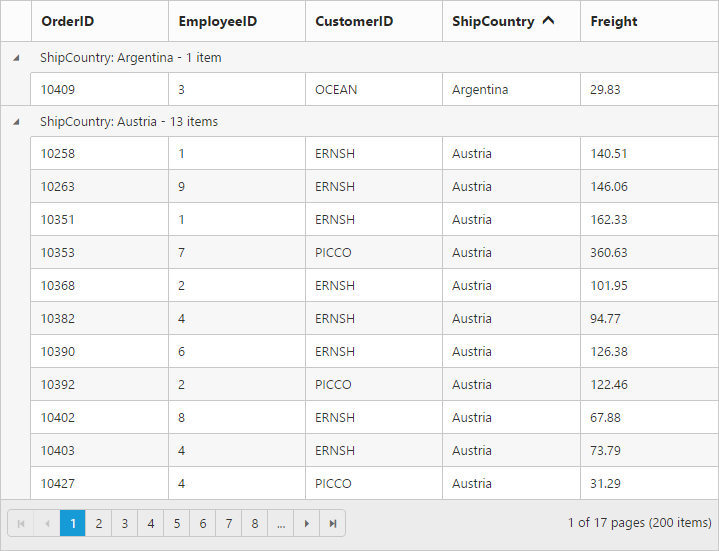 OrderID EmployeeID CustomerID ShipCountry Freight
ShipCountry: Argentina - 1 item
10409 3 OCEAN Argentina 29.83
ShipCountry: Austria - 13 items
10258 1 ERNSH Austria 140.51
10263 9 ERNSH Austria 146.06
10351 1 ERNSH Austria 162.33
10353 7 PICCO Austria 360.63
10368 2 ERNSH Austria 101.95
10382 4 ERNSH Austria 94.77
10390 6 ERNSH Austria 126.38
10392 2 PICCO Austria 122.46
10402 8 ERNSH Austria 67.88
10403 4 ERNSH Austria 73.79
10427 4 PICCO Austria 31.29
1 2 3 4 5 6 7 8 ... 1 of 17 pages (200 items)